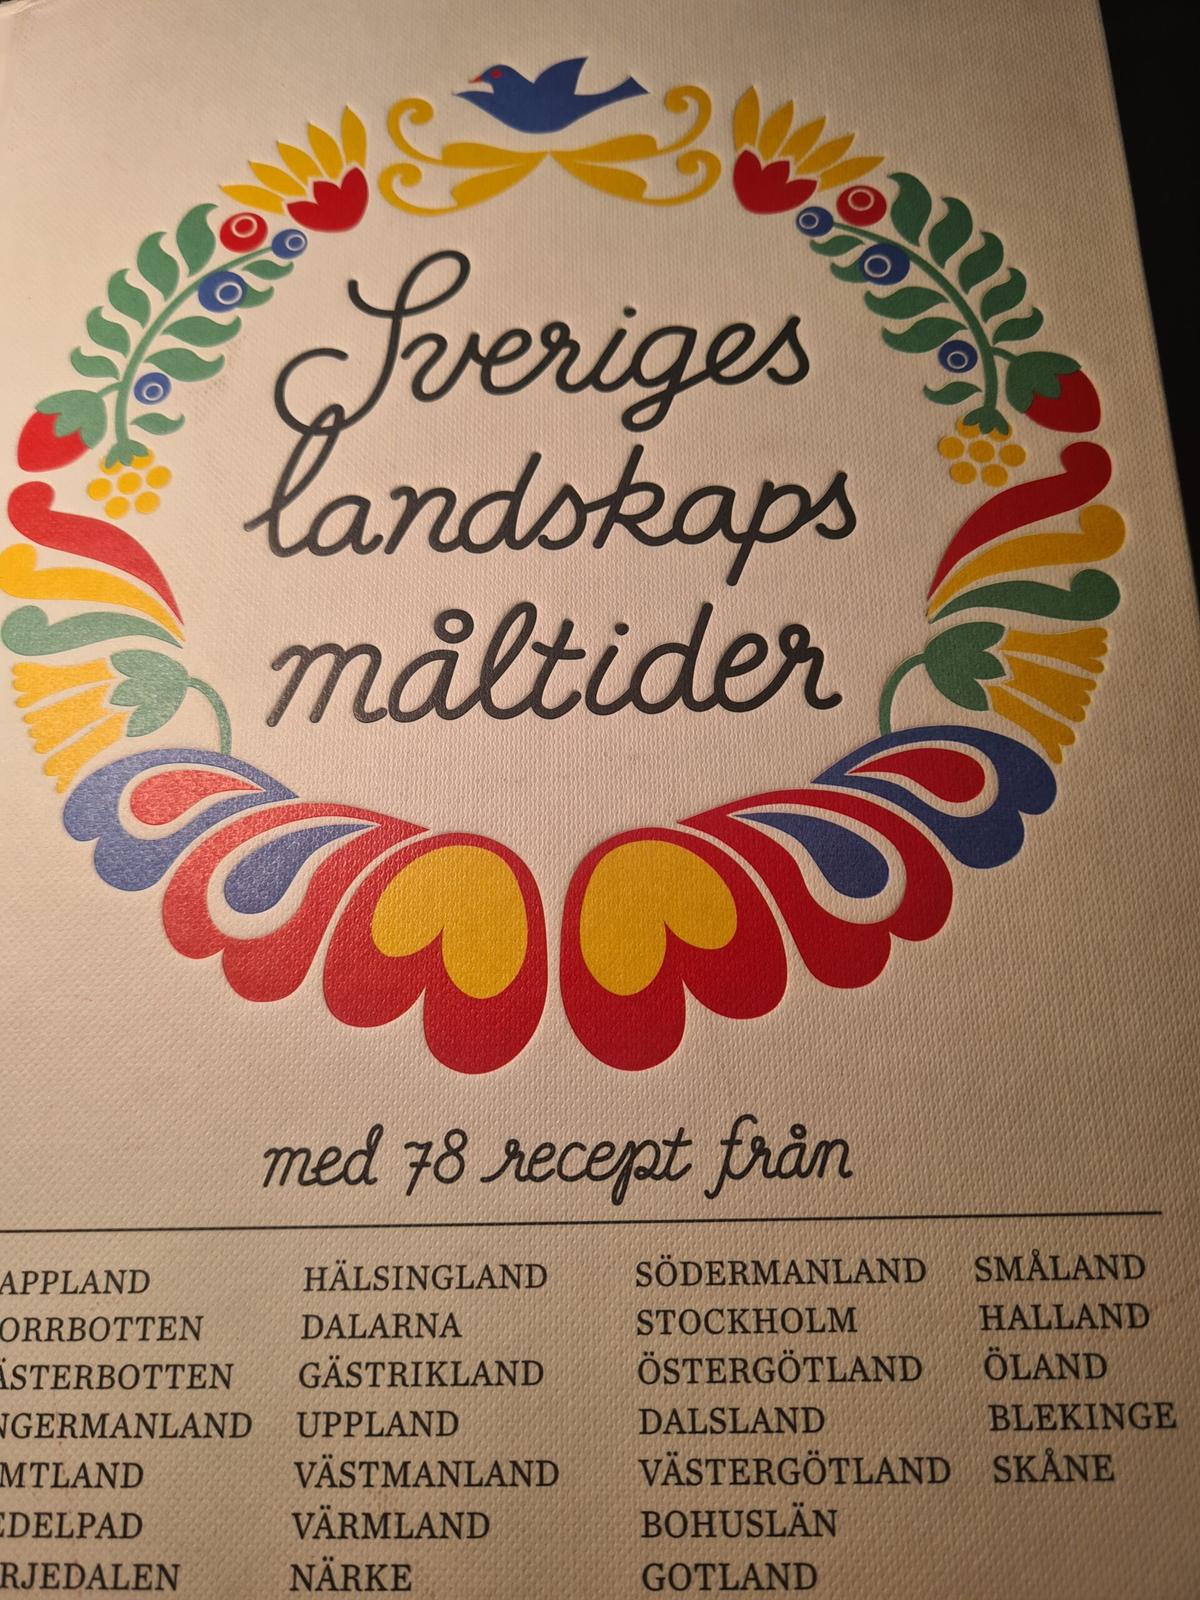 Sveriges
landskaps
måltider
med 78 recept från
APPLAND
ORRBOTTEN
ÄSTERBOTTEN
NGERMANLAND
MTLAND
EDELPAD
RJEDALEN
HÄLSINGLAND
DALARNA
GÄSTRIKLAND
UPPLAND
VÄSTMANLAND
VÄRMLAND
NÄRKE
SÖDERMANLAND
STOCKHOLM
ÖSTERGÖTLAND
DALSLAND
VÄSTERGÖTLAND
BOHUSLÄN
GOTLAND
SMÅLAND
HALLAND
ÖLAND
BLEKINGE
SKÅNE